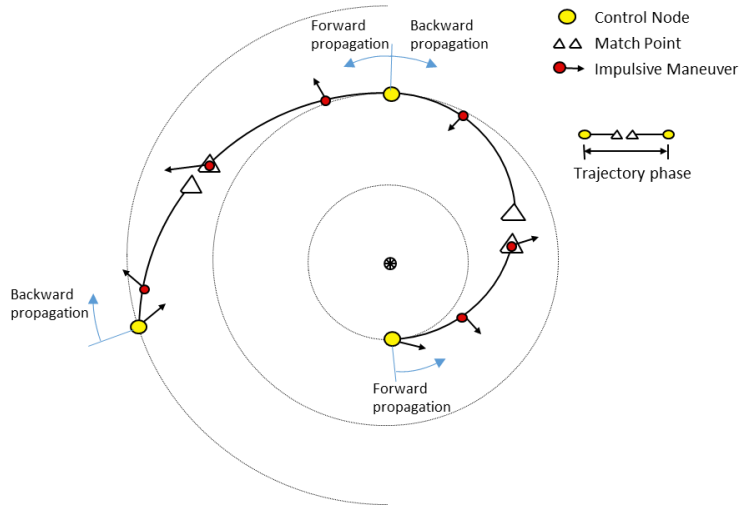 Forward
propagation
Backward
propagation
Control Node
Match Point
Impulsive Maneuver
Trajectory phase
Backward
propagation
Forward
propagation